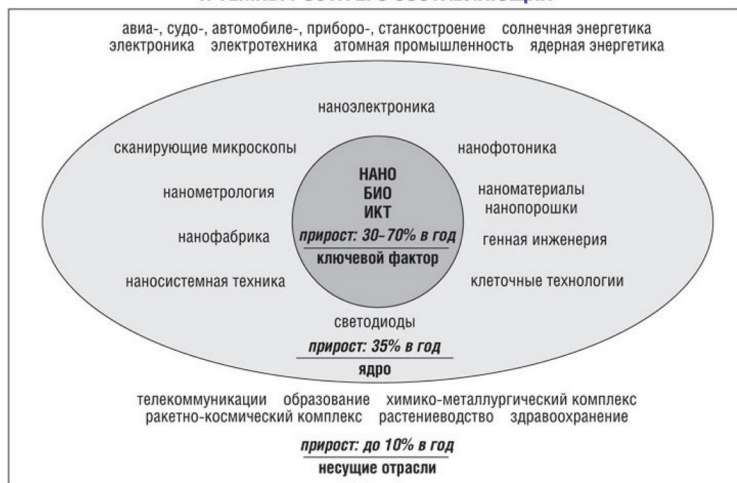 авиа-, судо-, автомобиле-, приборо-, станкостроение солнечная энергетика
электроника электротехника атомная промышленность ядерная энергетика
наноэлектроника
сканирующие микроскопы
нанофотоника
НАНО
БИО
ИКТ
нанометрология
наноматериалы
нанопорошки
прирост: 30–70% в год
нанофабрика
генная инженерия
ключевой фактор
наносистемная техника
клеточные технологии
светодиоды
прирост: 35% в год
ядро
телекоммуникации образование химико-металлургический комплекс
ракетно-космический комплекс растениеводство здравоохранение
прирост: до 10% в год
несущие отрасли